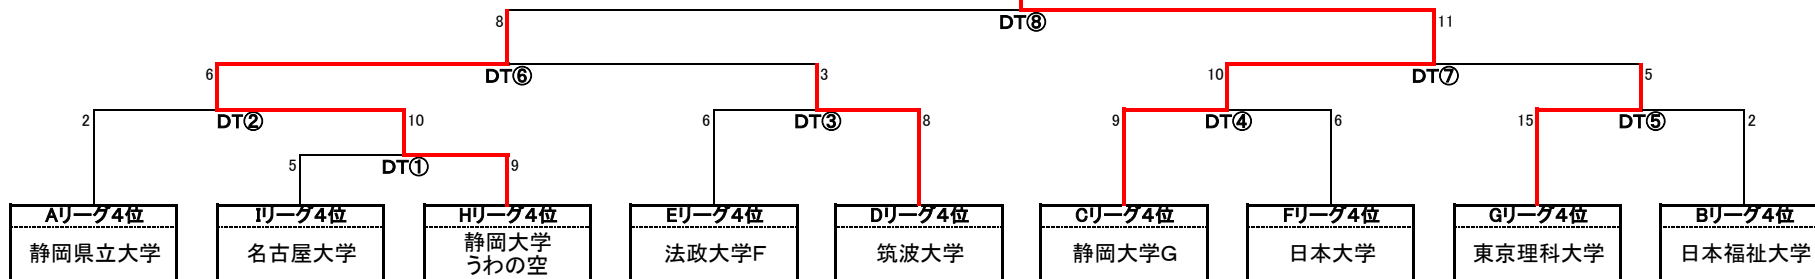 8
DT⑧
11
6
DT⑥
3
10
DT⑦
5
2
DT②
10
6
DT③
8
9
DT④
6
15
DT⑤
2
5
DT①
9
Aリーグ4位
Iリーグ4位
Hリーグ4位
Eリーグ4位
Dリーグ4位
Cリーグ4位
Fリーグ4位
Gリーグ4位
Bリーグ4位
静岡県立大学
名古屋大学
静岡大学
うわの空
法政大学F
筑波大学
静岡大学G
日本大学
東京理科大学
日本福祉大学